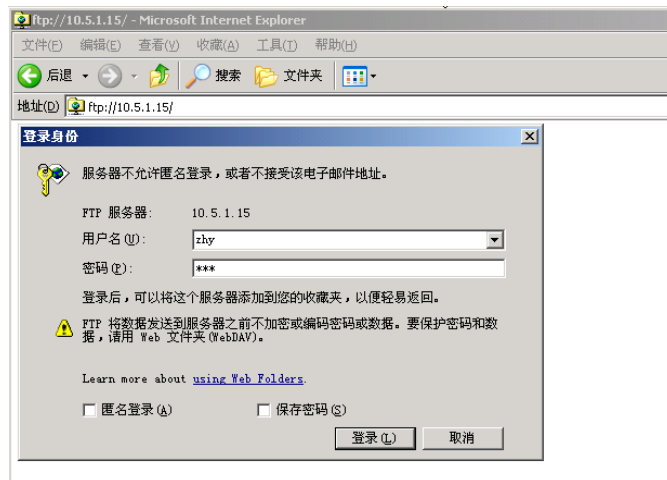 ftp://10.5.1.15/ - Microsoft Internet Explorer
文件(F) 编辑(E) 查看(V) 收藏(A) 工具(T) 帮助(H)
后退 搜索 文件夹
地址(D) ftp://10.5.1.15/
登录身份
服务器不允许匿名登录，或者不接受该电子邮件地址。
FTP 服务器: 10.5.1.15
用户名(U): zhy
密码(P): ***
登录后，可以将这个服务器添加到您的收藏夹，以便轻易返回。
FTP 将数据发送到服务器之前不加密或编码密码或数据。要保护密码和数
据，请用 Web 文件夹(WebDAV)。
Learn more about using Web Folders.
匿名登录(A) 保存密码(S)
登录(L) 取消